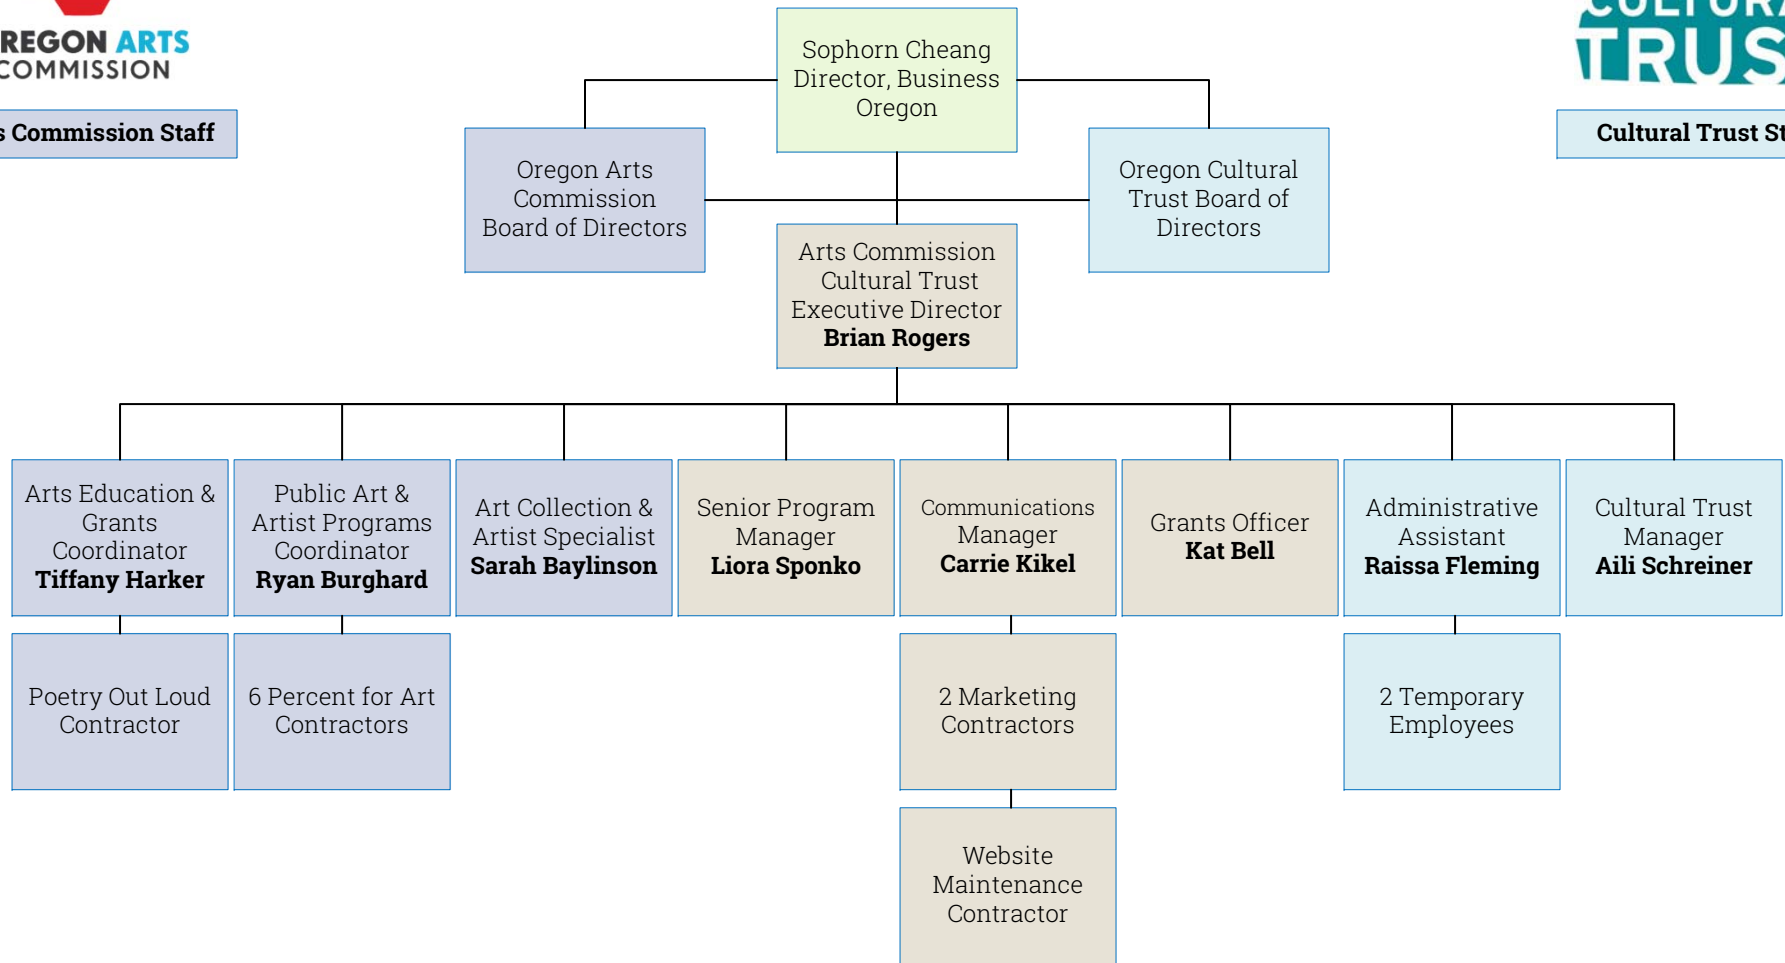 COMMISSION
Commission Staff
TRUS
Cultural Trust
Sophorn Cheang
Director, Business
Oregon
Oregon Arts
Commission
Board of Directors
Oregon Cultural
Trust Board of
Directors
Arts Commission
Cultural Trust
Executive Director
Brian Rogers
Arts Education &
Grants
Coordinator
Tiffany Harker
Public Art &
Artist Programs
Coordinator
Ryan Burghard
Art Collection &
Artist Specialist
Sarah Baylinson
Senior Program
Manager
Liora Sponko
Communications
Manager
Carrie Kikel
Grants Officer
Kat Bell
Administrative
Assistant
Raissa Fleming
Cultural Trust
Manager
Aili Schreiner
Poetry Out Loud
Contractor
6 Percent for Art
Contractors
2 Marketing
Contractors
2 Temporary
Employees
Website
Maintenance
Contractor